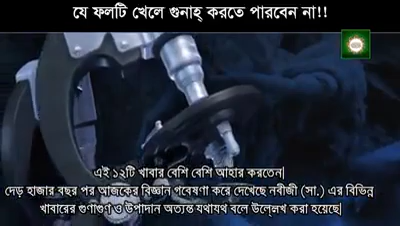 যে ফলটি খেলে গুনাহ্ করতে পারবেন না!!
এই ১২টি খাবার বেশি বেশি আহার করতেন|
দেড় হাজার বছর পর আজকের বিজ্ঞান গবেষণা করে দেখেছে নবীজী (সা.) এর বিভিন্ন
খাবারের গুণাগুণ ও উপাদান অত্যন্ত যথাযথ বলে উল্লেখ করা হয়েছে|